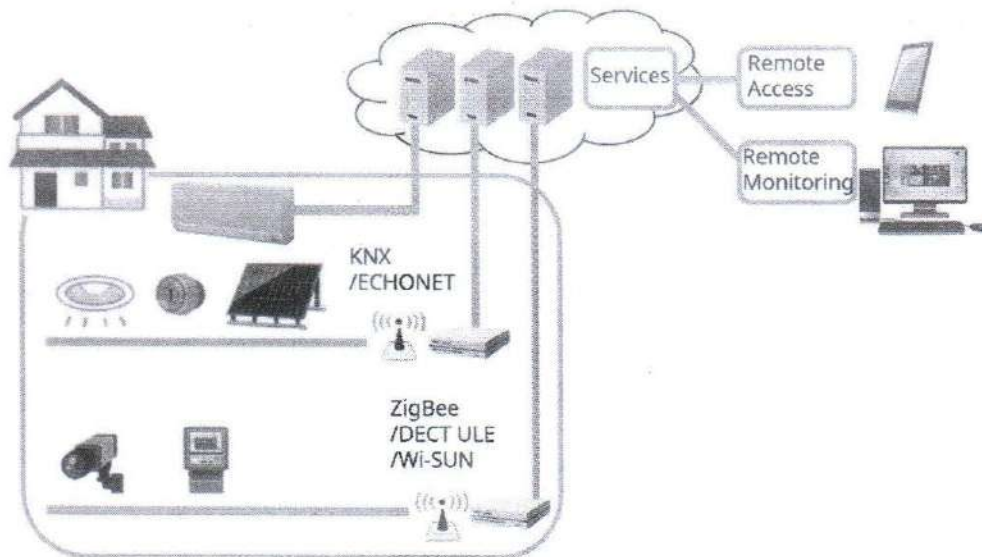 Services
Remote
Access
Remote
Monitoring
KNX
/ECHONET
ZigBee
/DECT ULE
/Wi-SUN